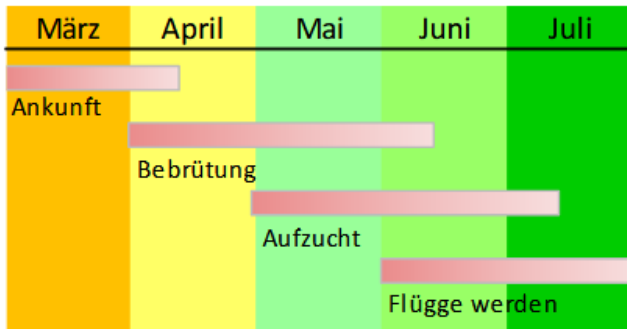 März April Mai Juni Juli
Ankunft
Bebrütung
Aufzucht
Flügge werden